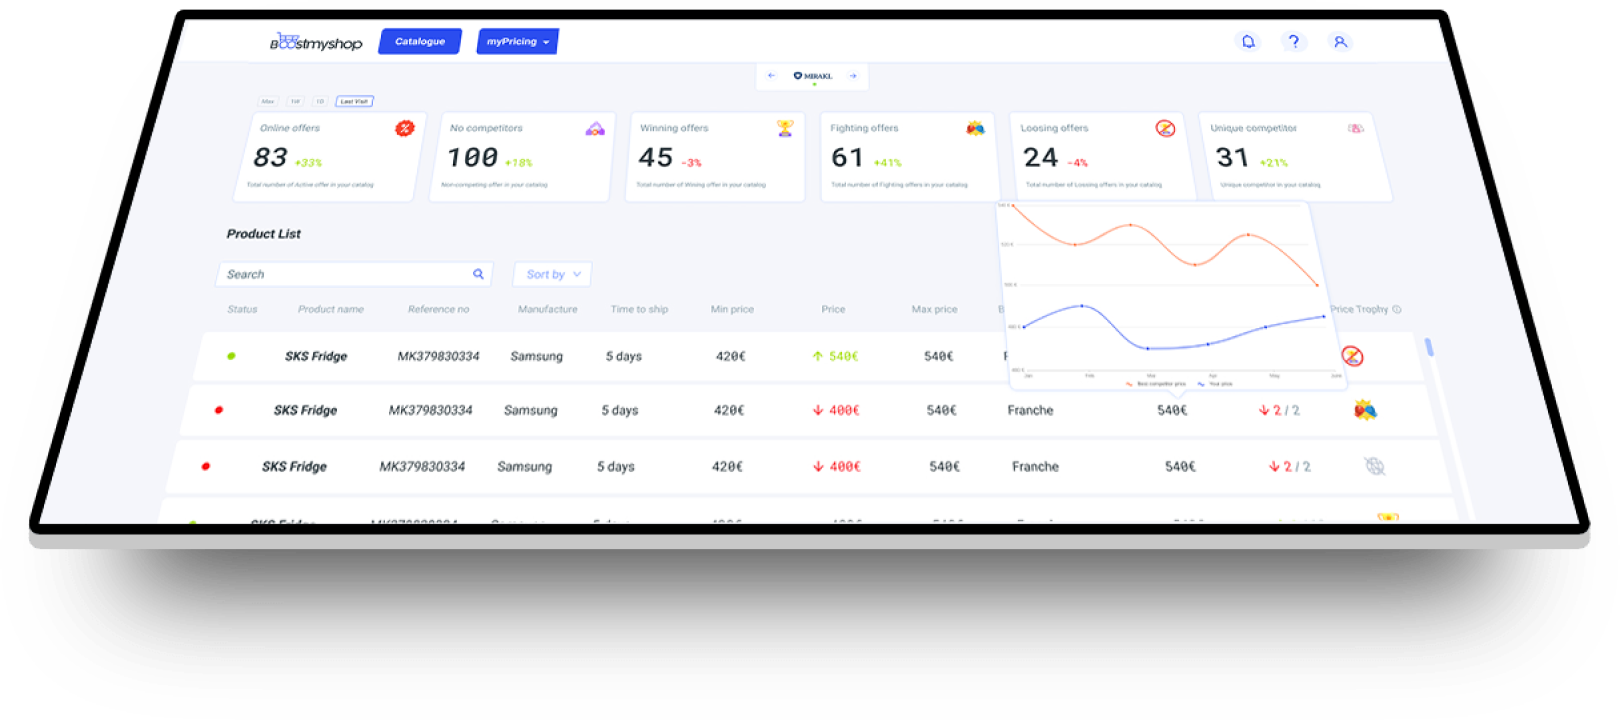 Boostmyshop Catalogue myPricing
MIRAKL
Max 1W 1D Last Visit
Online offers No competitors Winning offers Fighting offers Loosing offers Unique competitor
83 +33% 100 +18% 45 -3% 61 +41% 24 -4% 31 +21%
Total number of Active offer in your catalog Non-competing offer in your catalog Total number of Wining offer in your catalog Total number of Fighting offers in your catalog Total number of Loosing offers in your catalog Unique competitor in your catalog
Product List
Search Sort by
Status Product name Reference no Manufacture Time to ship Min price Price Max price Price Trophy
SKS Fridge MK379830334 Samsung 5 days 420€ 540€ 540€
Jan Feb Mar Apr May June
Best competitor price Your price
SKS Fridge MK379830334 Samsung 5 days 420€ 400€ 540€ Franche 540€ 2 / 2
SKS Fridge MK379830334 Samsung 5 days 420€ 400€ 540€ Franche 540€ 2 / 2